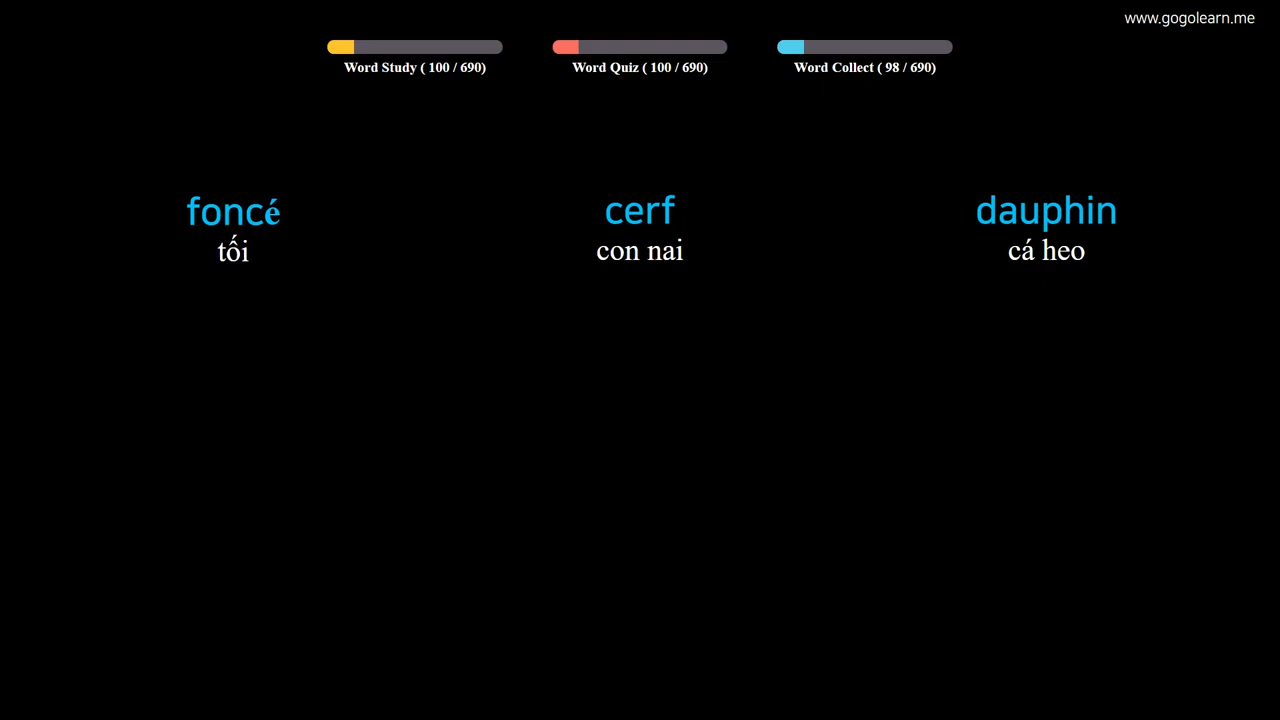 www.gogolearn.me
Word Study ( 100 / 690)
Word Quiz ( 100 / 690)
Word Collect ( 98 / 690)
foncé
tối
cerf
con nai
dauphin
cá heo